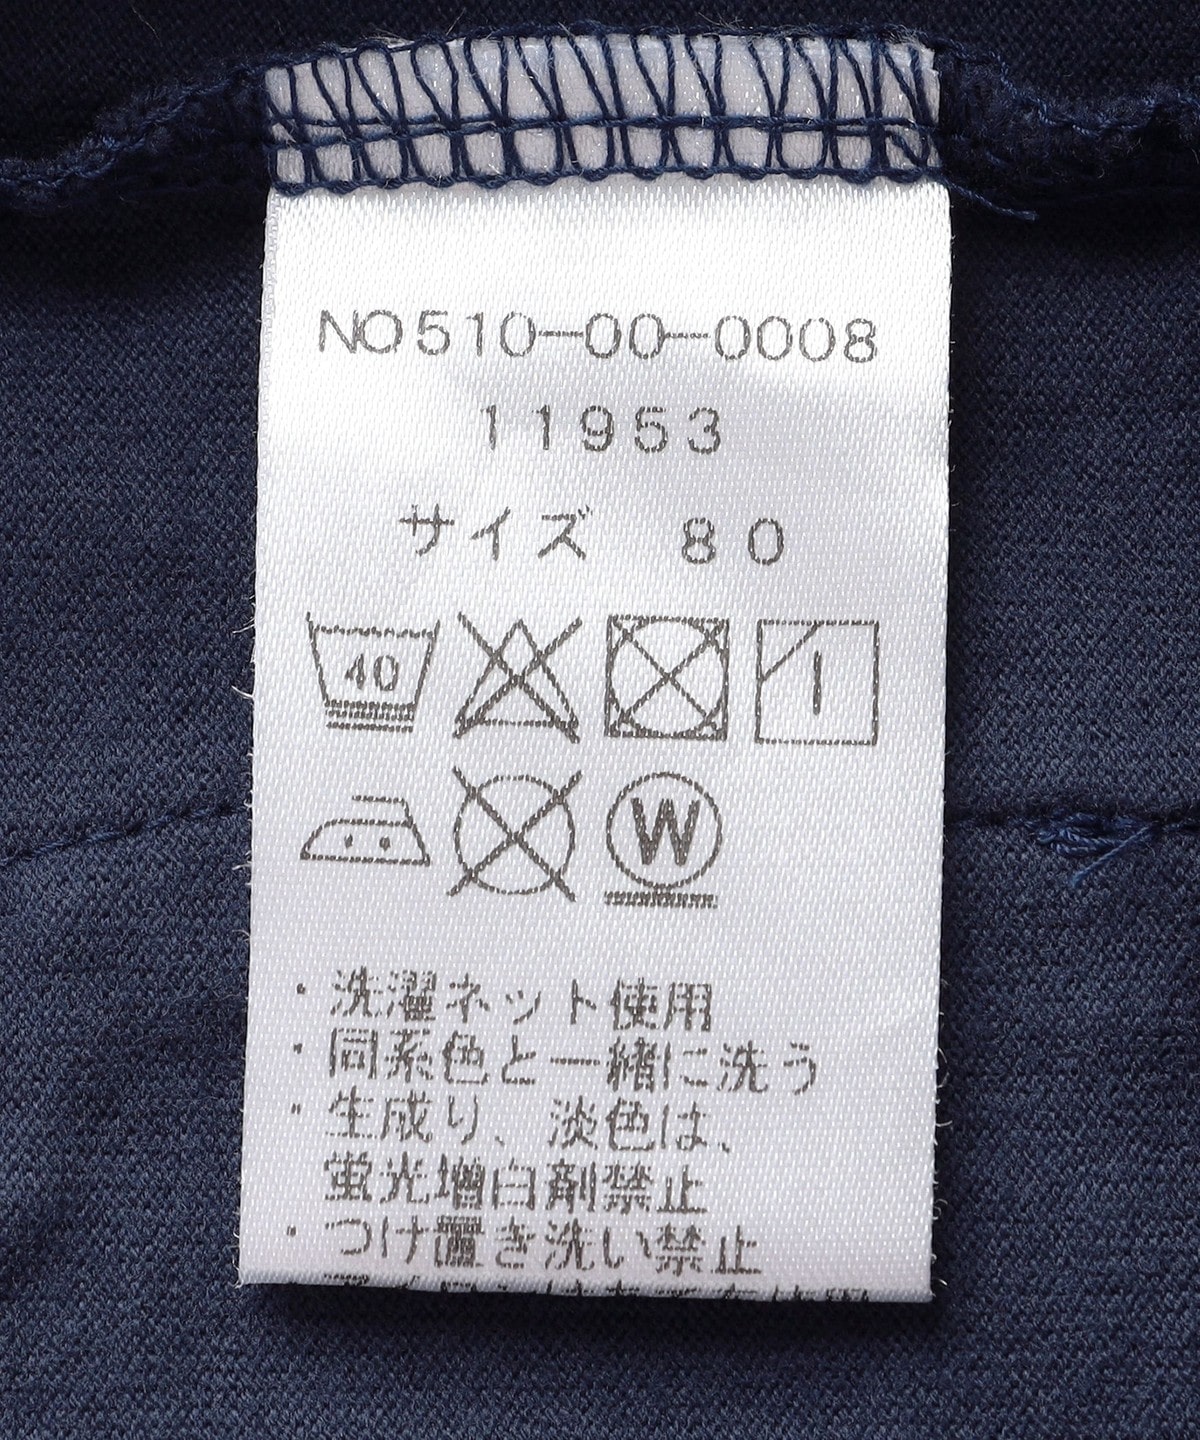 NO510-00-0008
11953
サイズ 80
40
W
・洗濯ネット使用
・同系色と一緒に洗う
・生成り、淡色は、
蛍光増白剤禁止
・つけ置き洗い禁止